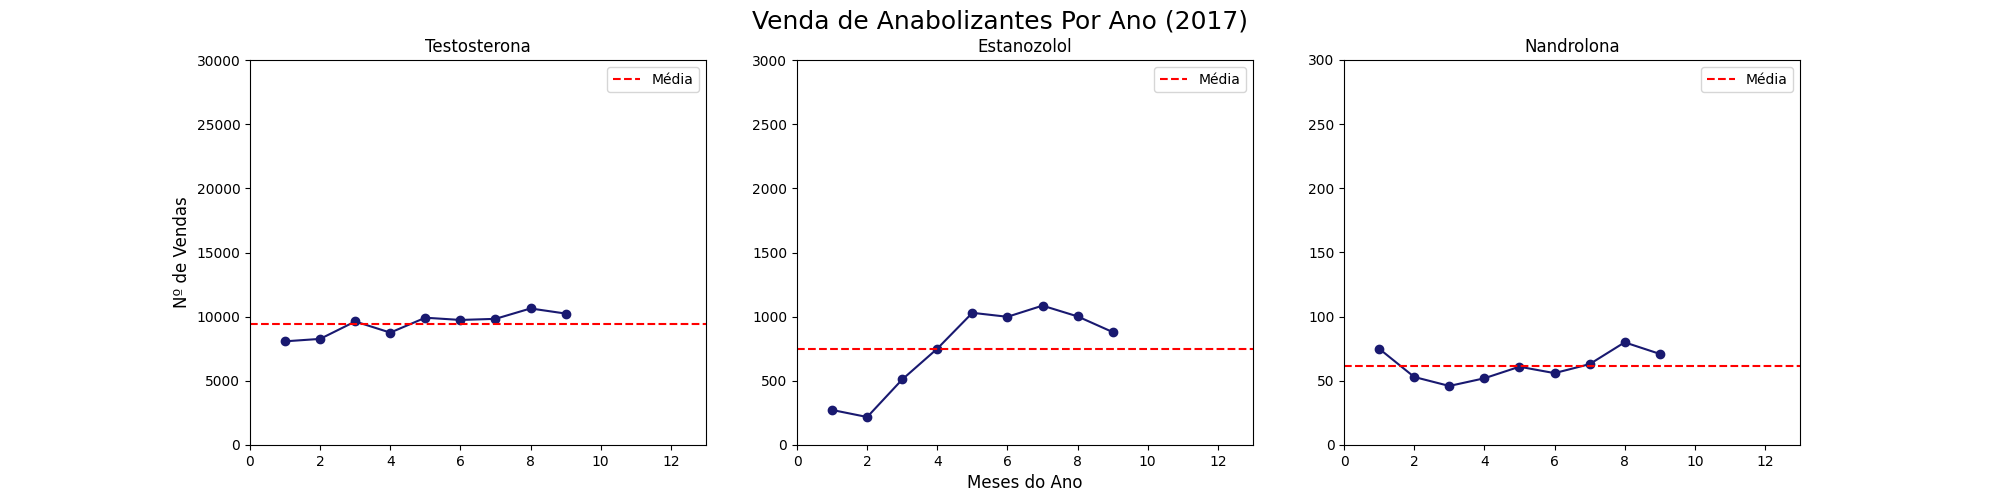 Venda de Anabolizantes Por Ano (2017)
Testosterona
Nº de Vendas
30000
25000
20000
15000
10000
5000
0
0 2 4 6 8 10 12
Média
Estanozolol
3000
2500
2000
1500
1000
500
0
0 2 4 6 8 10 12
Média
Meses do Ano
Nandrolona
300
250
200
150
100
50
0
0 2 4 6 8 10 12
Média